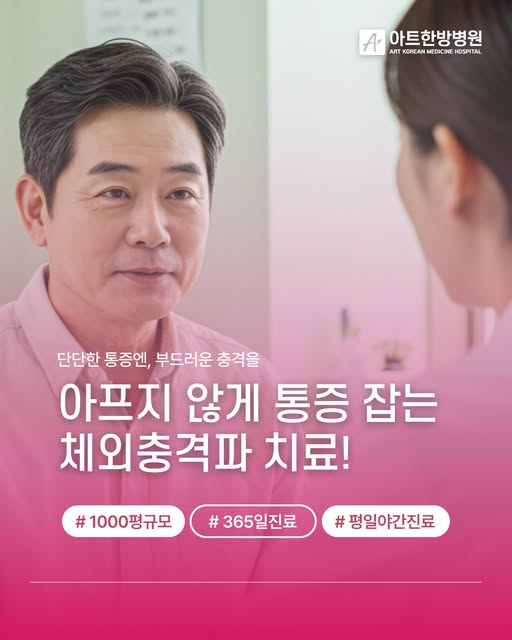 아트한방병원
ART KOREAN MEDICINE HOSPITAL
단단한 통증엔, 부드러운 충격을
아프지 않게 통증 잡는
체외충격파 치료!
# 1000평규모 # 365일진료 # 평일야간진료